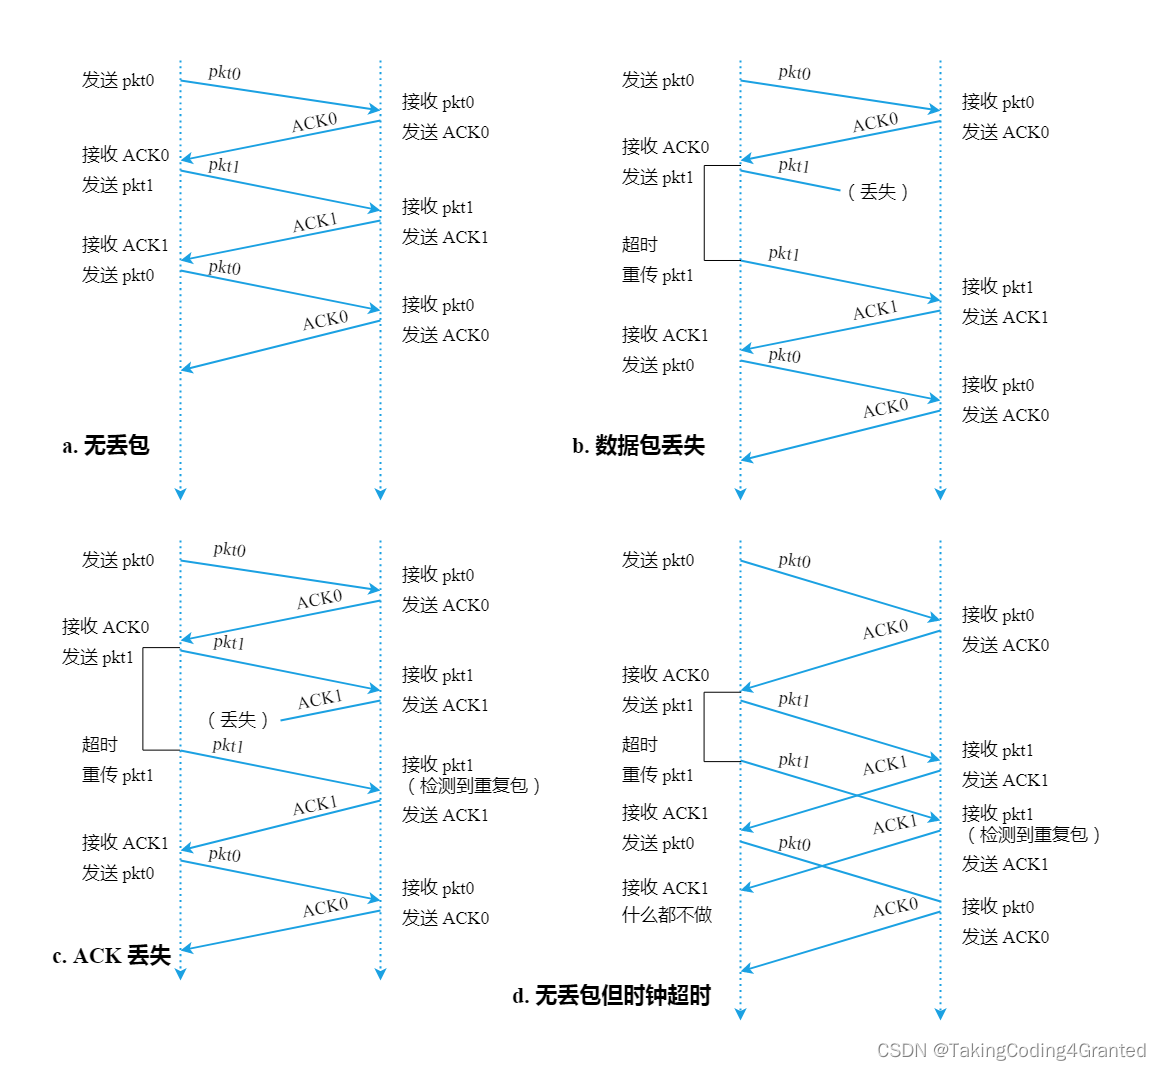 发送 pkt0
pkt0
接收 pkt0
ACK0
发送 ACK0
接收 ACK0
pkt1
发送 pkt1
接收 pkt1
ACK1
发送 ACK1
接收 ACK1
pkt0
发送 pkt0
接收 pkt0
ACK0
发送 ACK0
a. 无丢包
发送 pkt0
pkt0
接收 pkt0
ACK0
发送 ACK0
接收 ACK0
pkt1
发送 pkt1
（丢失）
超时
pkt1
重传 pkt1
接收 pkt1
ACK1
发送 ACK1
接收 ACK1
pkt0
发送 pkt0
接收 pkt0
ACK0
发送 ACK0
b. 数据包丢失
发送 pkt0
pkt0
接收 pkt0
ACK0
发送 ACK0
接收 ACK0
pkt1
发送 pkt1
接收 pkt1
ACK1
发送 ACK1
（丢失）
超时
pkt1
重传 pkt1
接收 pkt1
（检测到重复包）
ACK1
发送 ACK1
接收 ACK1
pkt0
发送 pkt0
接收 pkt0
ACK0
发送 ACK0
c. ACK 丢失
发送 pkt0
pkt0
接收 pkt0
ACK0
发送 ACK0
接收 ACK0
pkt1
发送 pkt1
超时
pkt1
重传 pkt1
接收 pkt1
ACK1
发送 ACK1
接收 ACK1
发送 pkt0
pkt0
接收 pkt1
（检测到重复包）
ACK1
发送 ACK1
接收 ACK1
什么都不做
接收 pkt0
ACK0
发送 ACK0
d. 无丢包但时钟超时
CSDN @TakingCoding4Granted